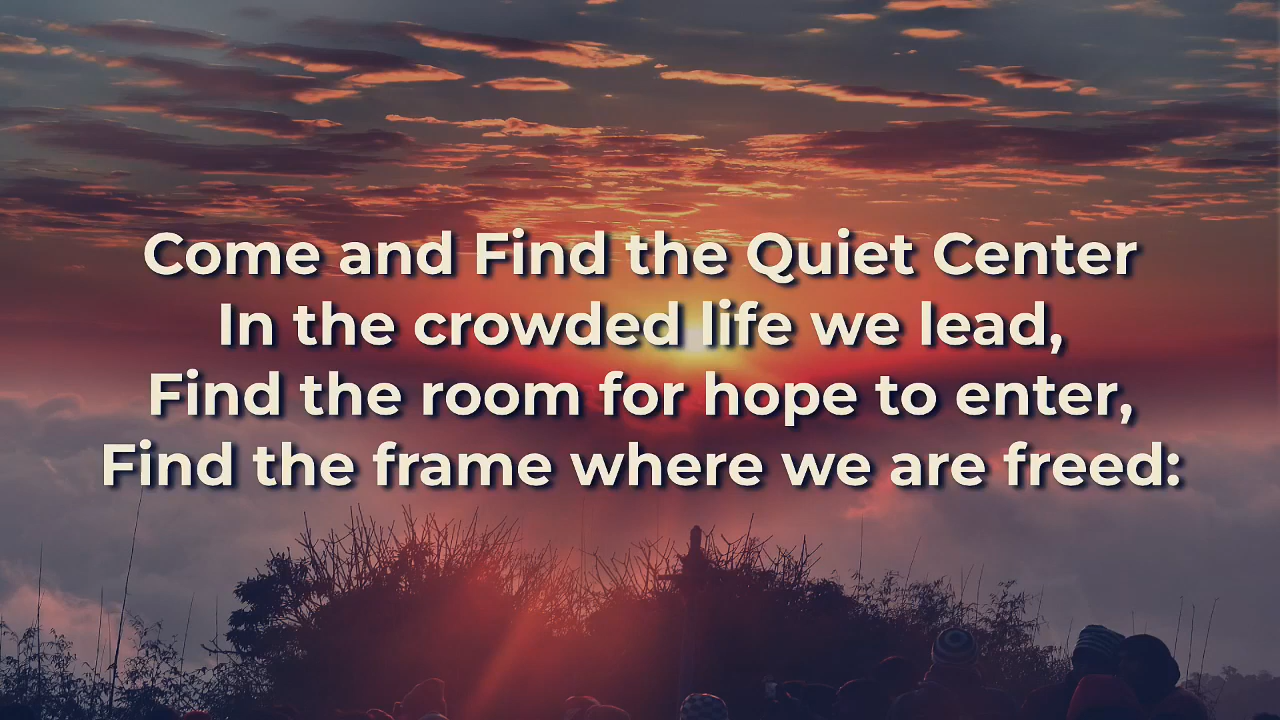 Come and Find the Quiet Center
In the crowded life we lead,
Find the room for hope to enter,
Find the frame where we are freed: